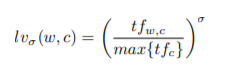 lv_σ(w, c) = (tf_{w,c} / max{tf_c})^σ